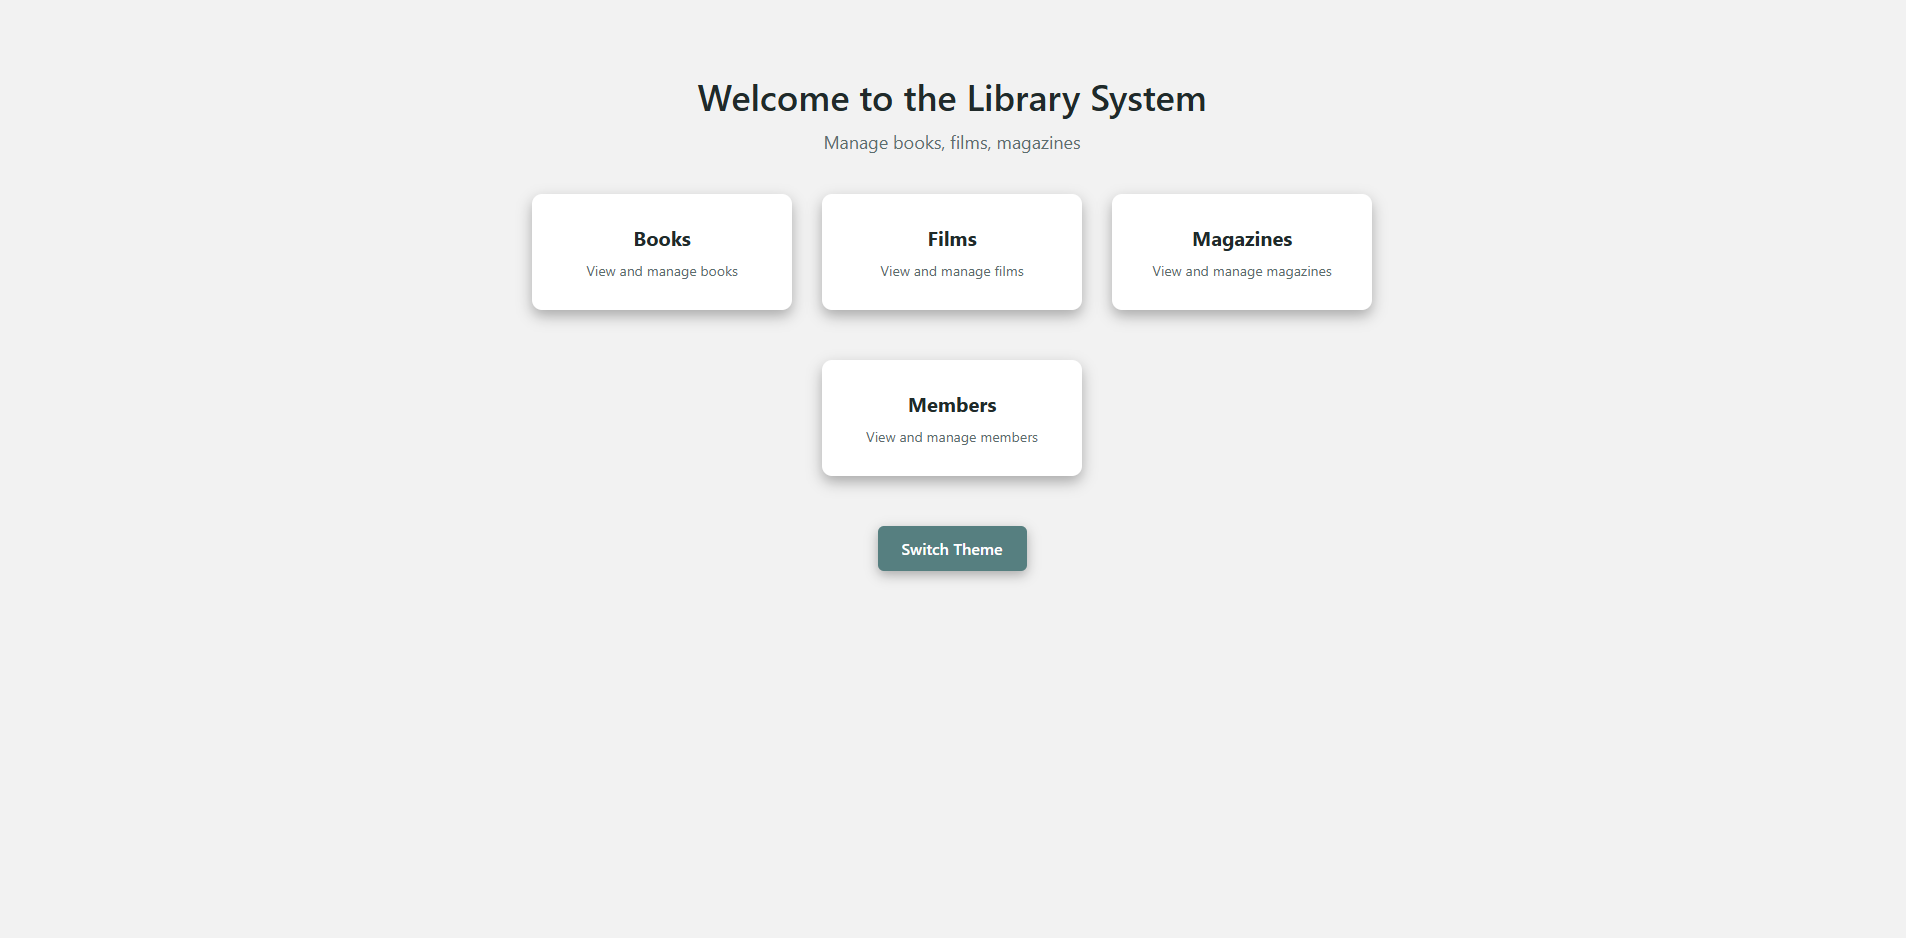 Welcome to the Library System
Manage books, films, magazines
Books
View and manage books
Films
View and manage films
Magazines
View and manage magazines
Members
View and manage members
Switch Theme